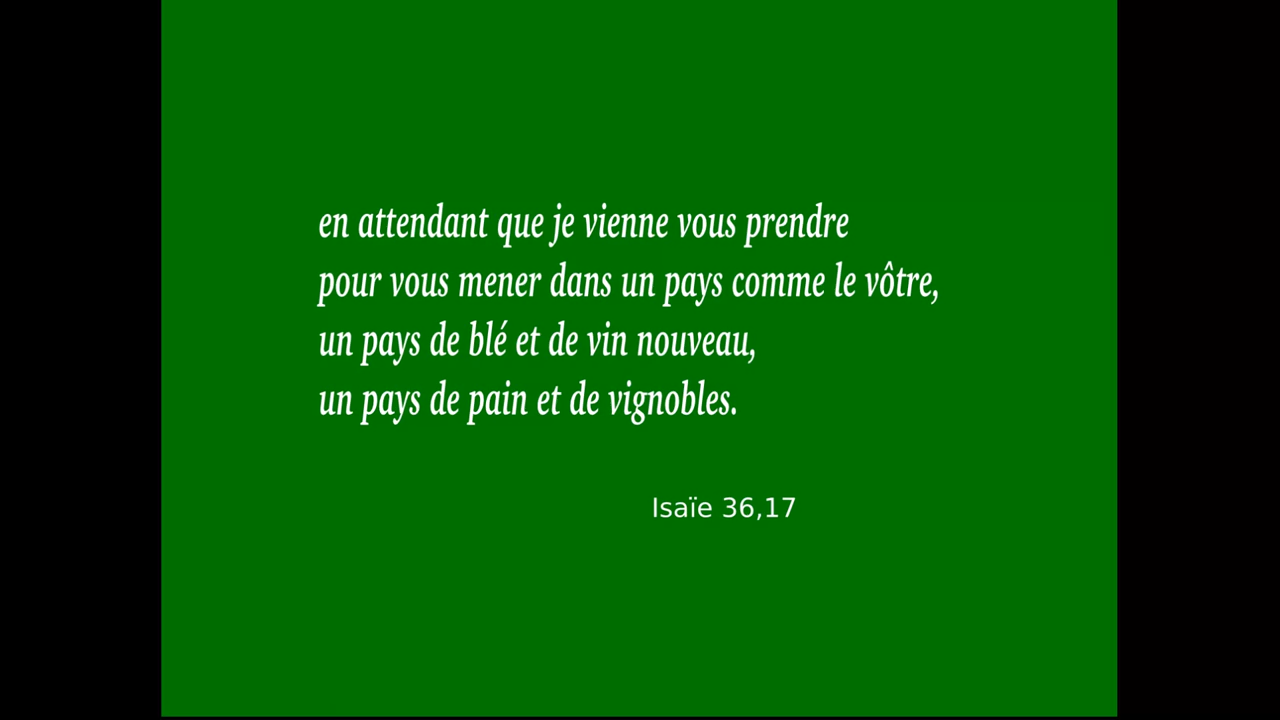 en attendant que je vienne vous prendre
pour vous mener dans un pays comme le vôtre,
un pays de blé et de vin nouveau,
un pays de pain et de vignobles.
Isaïe 36,17